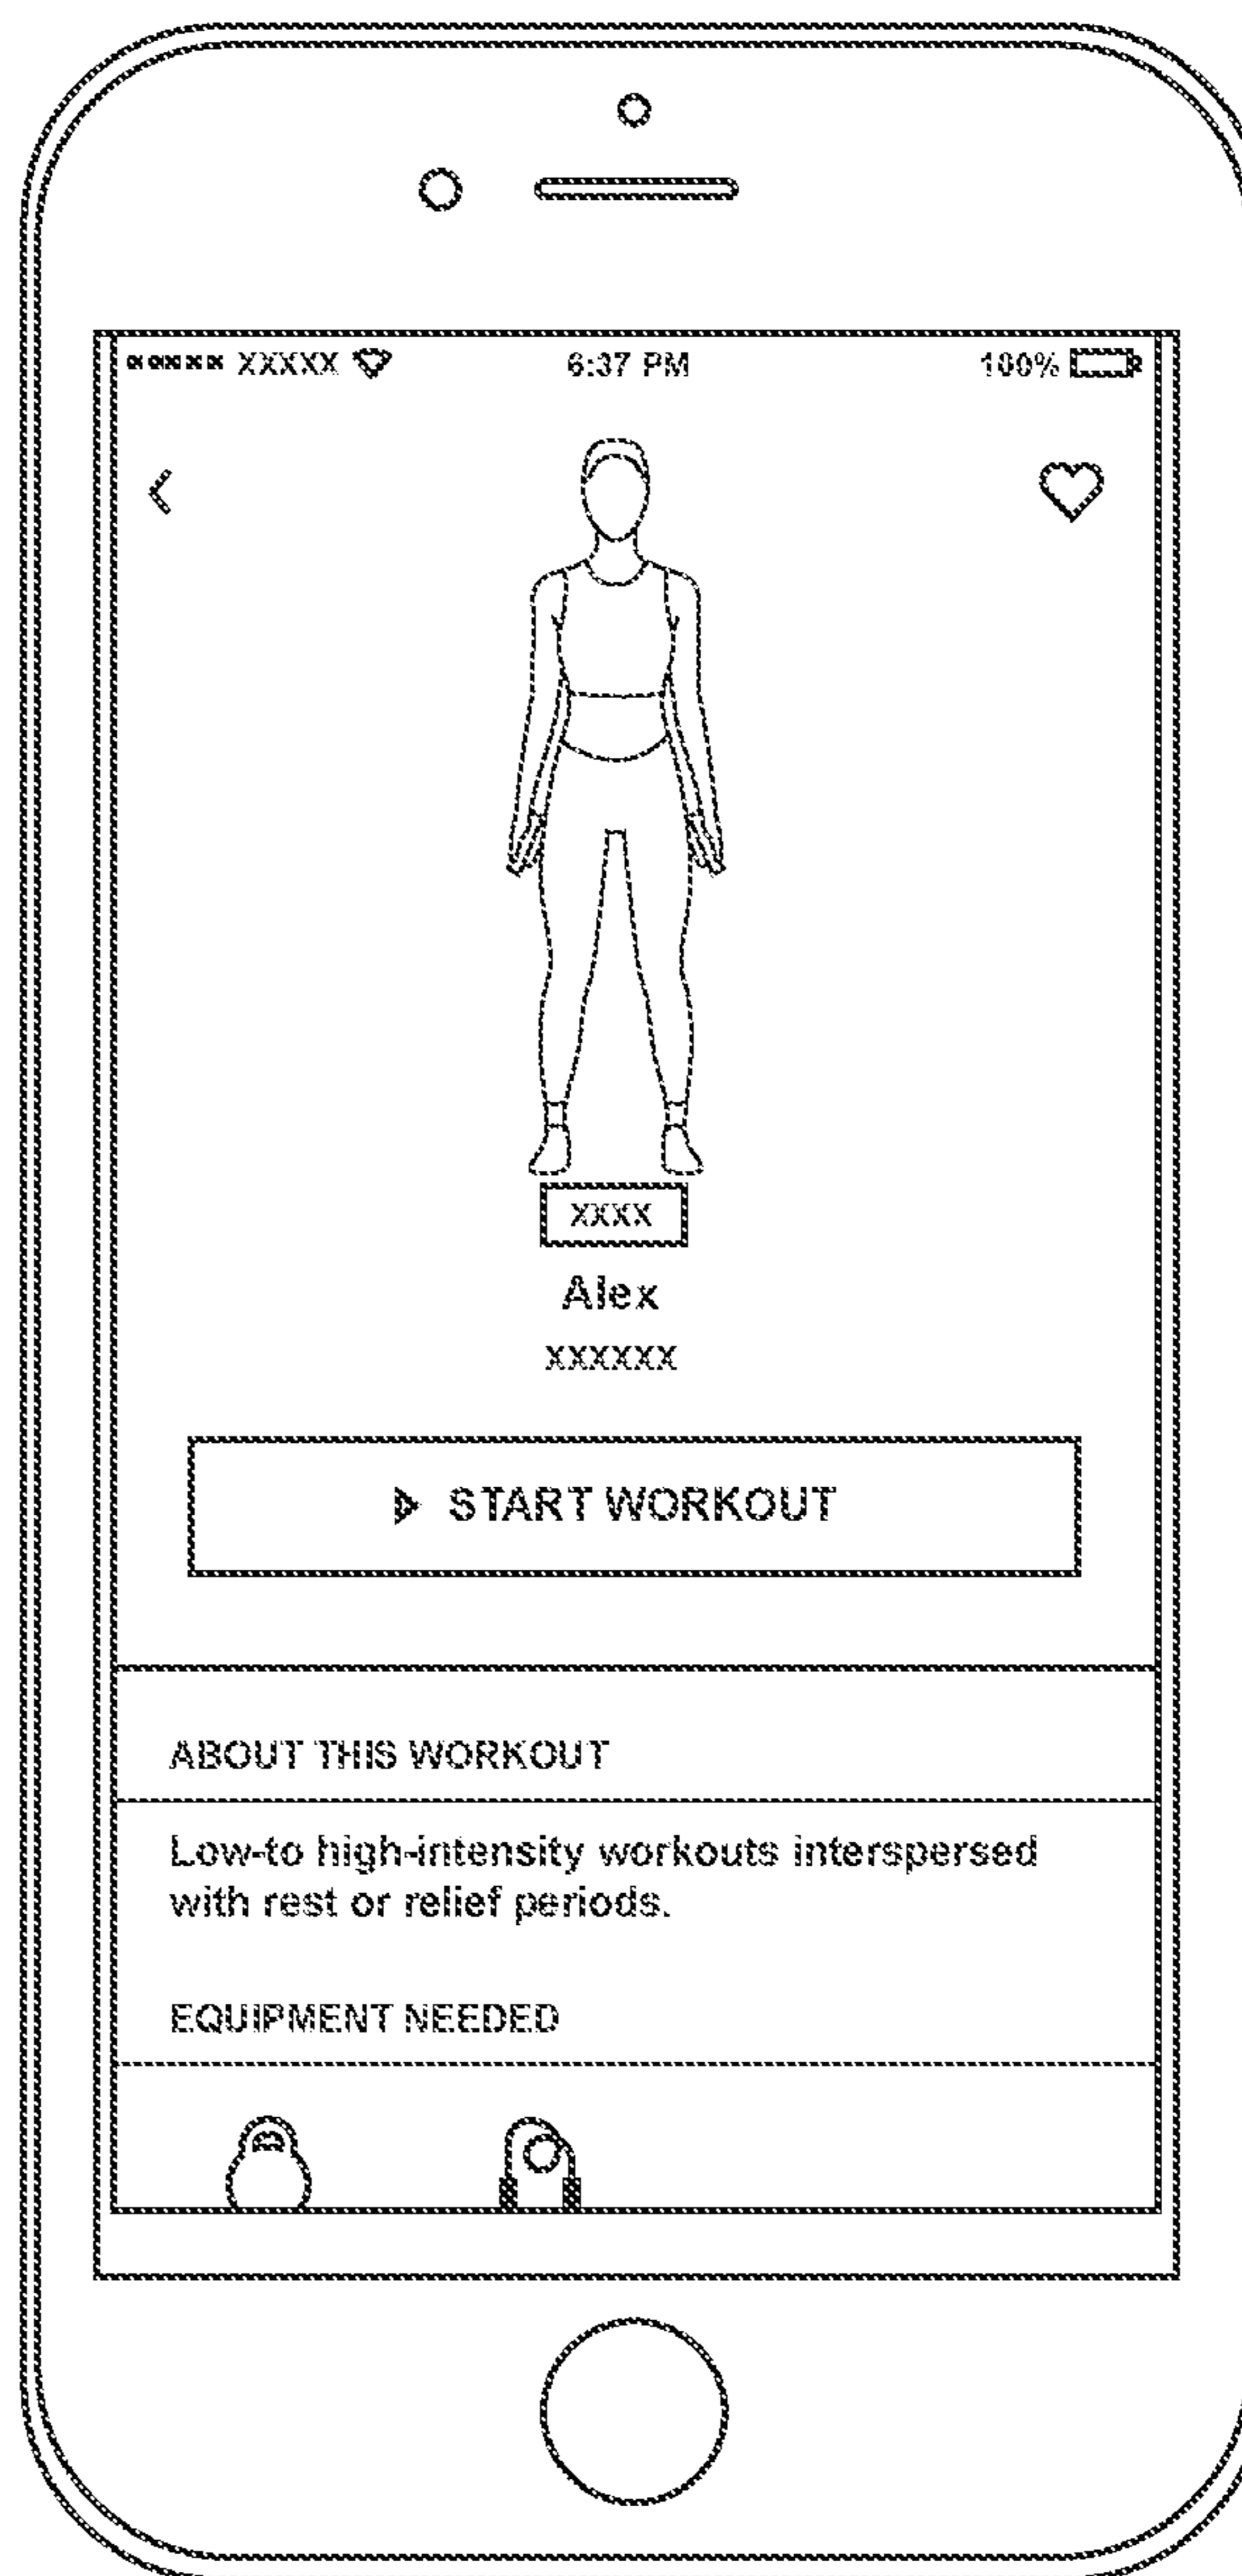 XXXXX 6:37 PM 100%
XXXX
Alex
XXXXXX
START WORKOUT
ABOUT THIS WORKOUT
Low-to high-intensity workouts interspersed
with rest or relief periods.
EQUIPMENT NEEDED